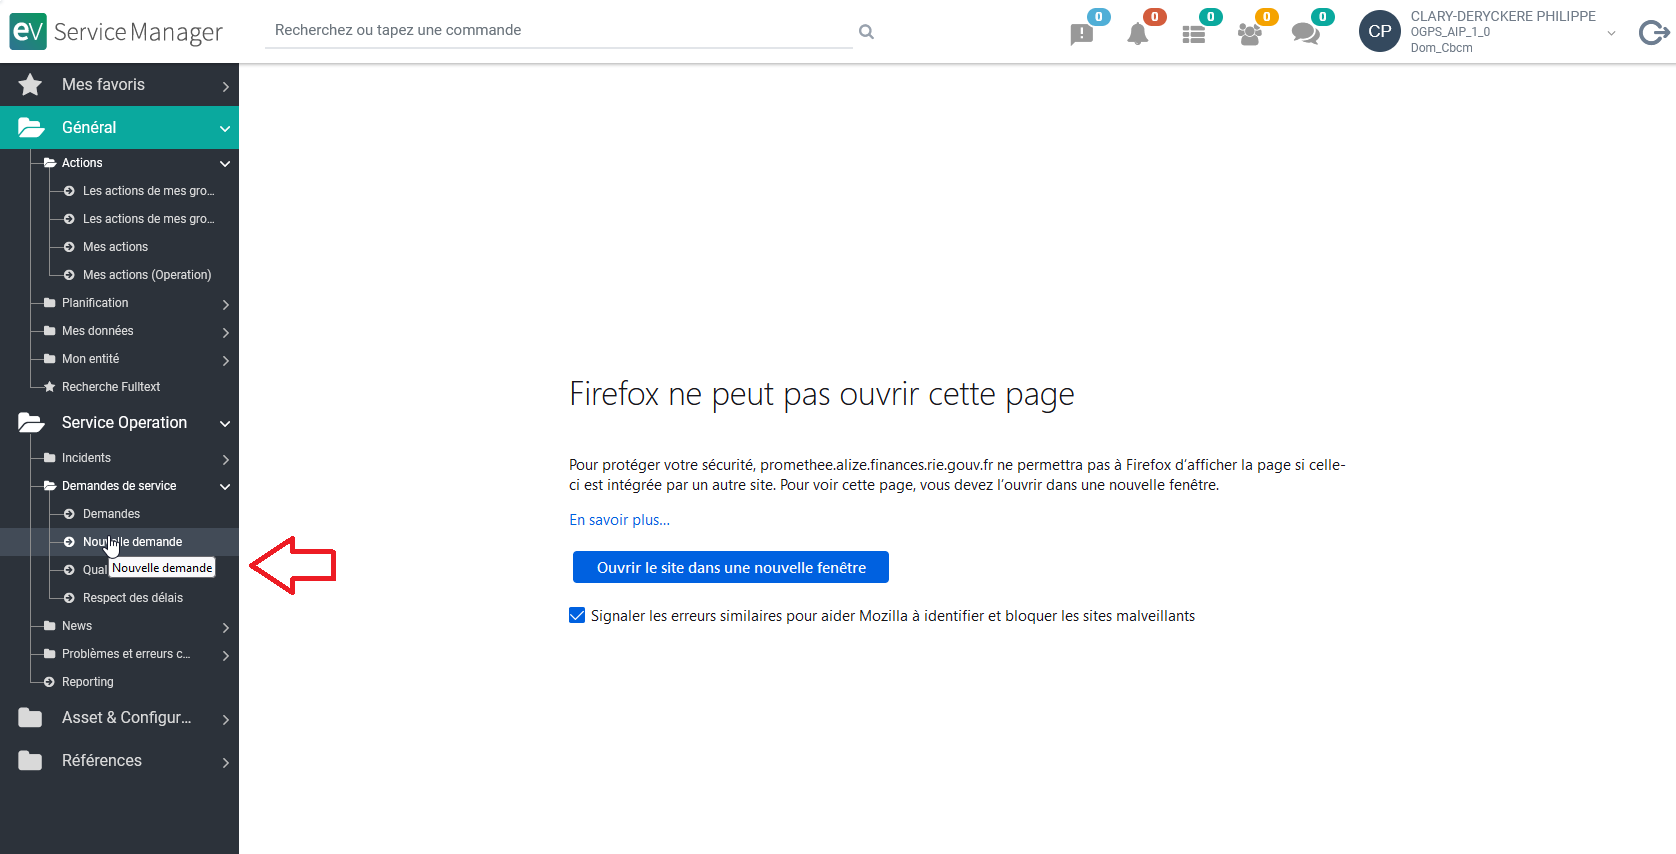 eV Service Manager
Recherchez ou tapez une commande
0
0
0
0
0
CP
CLARY-DERYCKERE PHILIPPE
OGPS_AIP_1_0
Dom_Cbcm
Mes favoris
Général
Actions
Les actions de mes gro...
Les actions de mes gro...
Mes actions
Mes actions (Operation)
Planification
Mes données
Mon entité
Recherche Fulltext
Service Operation
Incidents
Demandes de service
Demandes
Nouvelle demande
Qual
Nouvelle demande
Respect des délais
News
Problèmes et erreurs c...
Reporting
Asset & Configur...
Références
Firefox ne peut pas ouvrir cette page
Pour protéger votre sécurité, promethee.alize.finances.rie.gouv.fr ne permettra pas à Firefox d’afficher la page si celle-
ci est intégrée par un autre site. Pour voir cette page, vous devez l’ouvrir dans une nouvelle fenêtre.
En savoir plus...
Ouvrir le site dans une nouvelle fenêtre
Signaler les erreurs similaires pour aider Mozilla à identifier et bloquer les sites malveillants